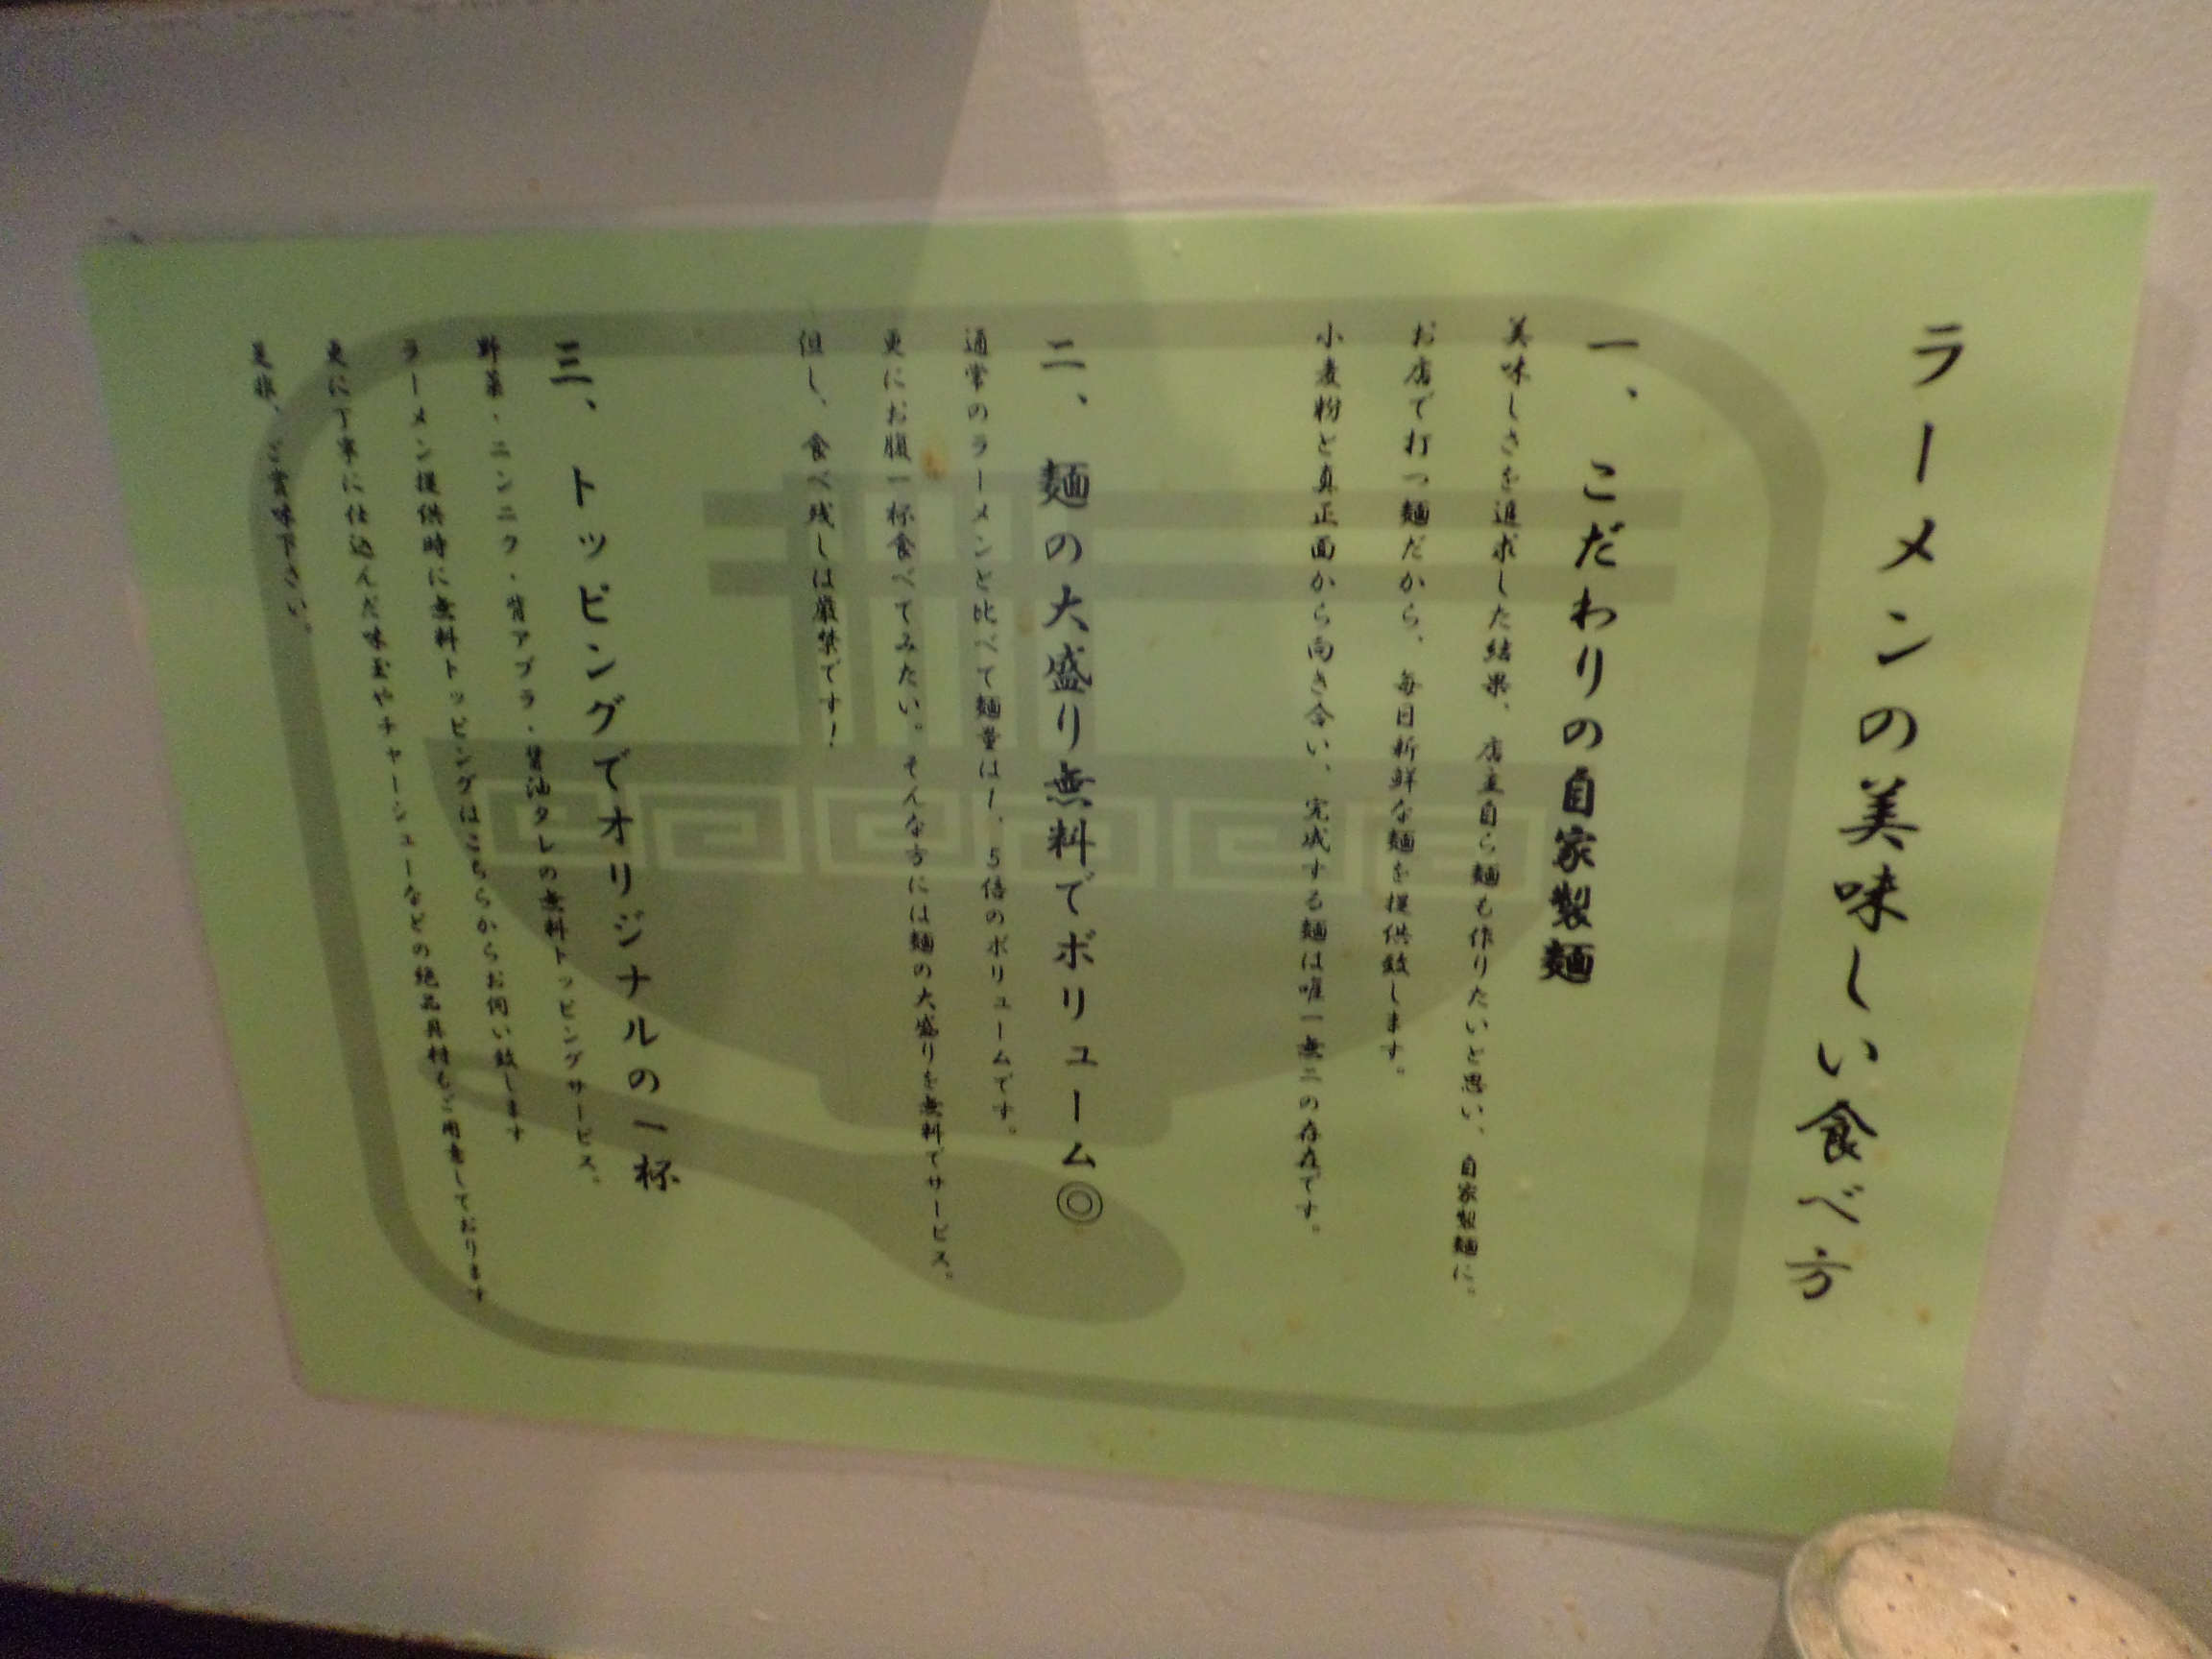 ラーメンの美味しい食べ方
一、こだわりの自家製麺
美味しさを追求した結果、店主自ら麺も作りたいと思い、自家製麺に。
お店で打つ麺だから、毎日新鮮な麺を提供致します。
小麦粉と真正面から向き合い、完成する麺は唯一無二の存在です。
二、麺の大盛り無料でボリューム◎
通常のラーメンと比べて麺量は1．5倍のボリュームです。
更にお腹一杯食べてみたい。そんな方には麺の大盛りを無料でサービス。
但し、食べ残しは厳禁です！
三、トッピングでオリジナルの一杯
野菜・ニンニク・背アブラ・醤油タレの無料トッピングサービス。
ラーメン提供時に無料トッピングはこちらからお伺い致します
更に丁寧に仕込んだ味玉やチャーシューなどの絶品具材もご用意しております
是非、ご賞味下さい。